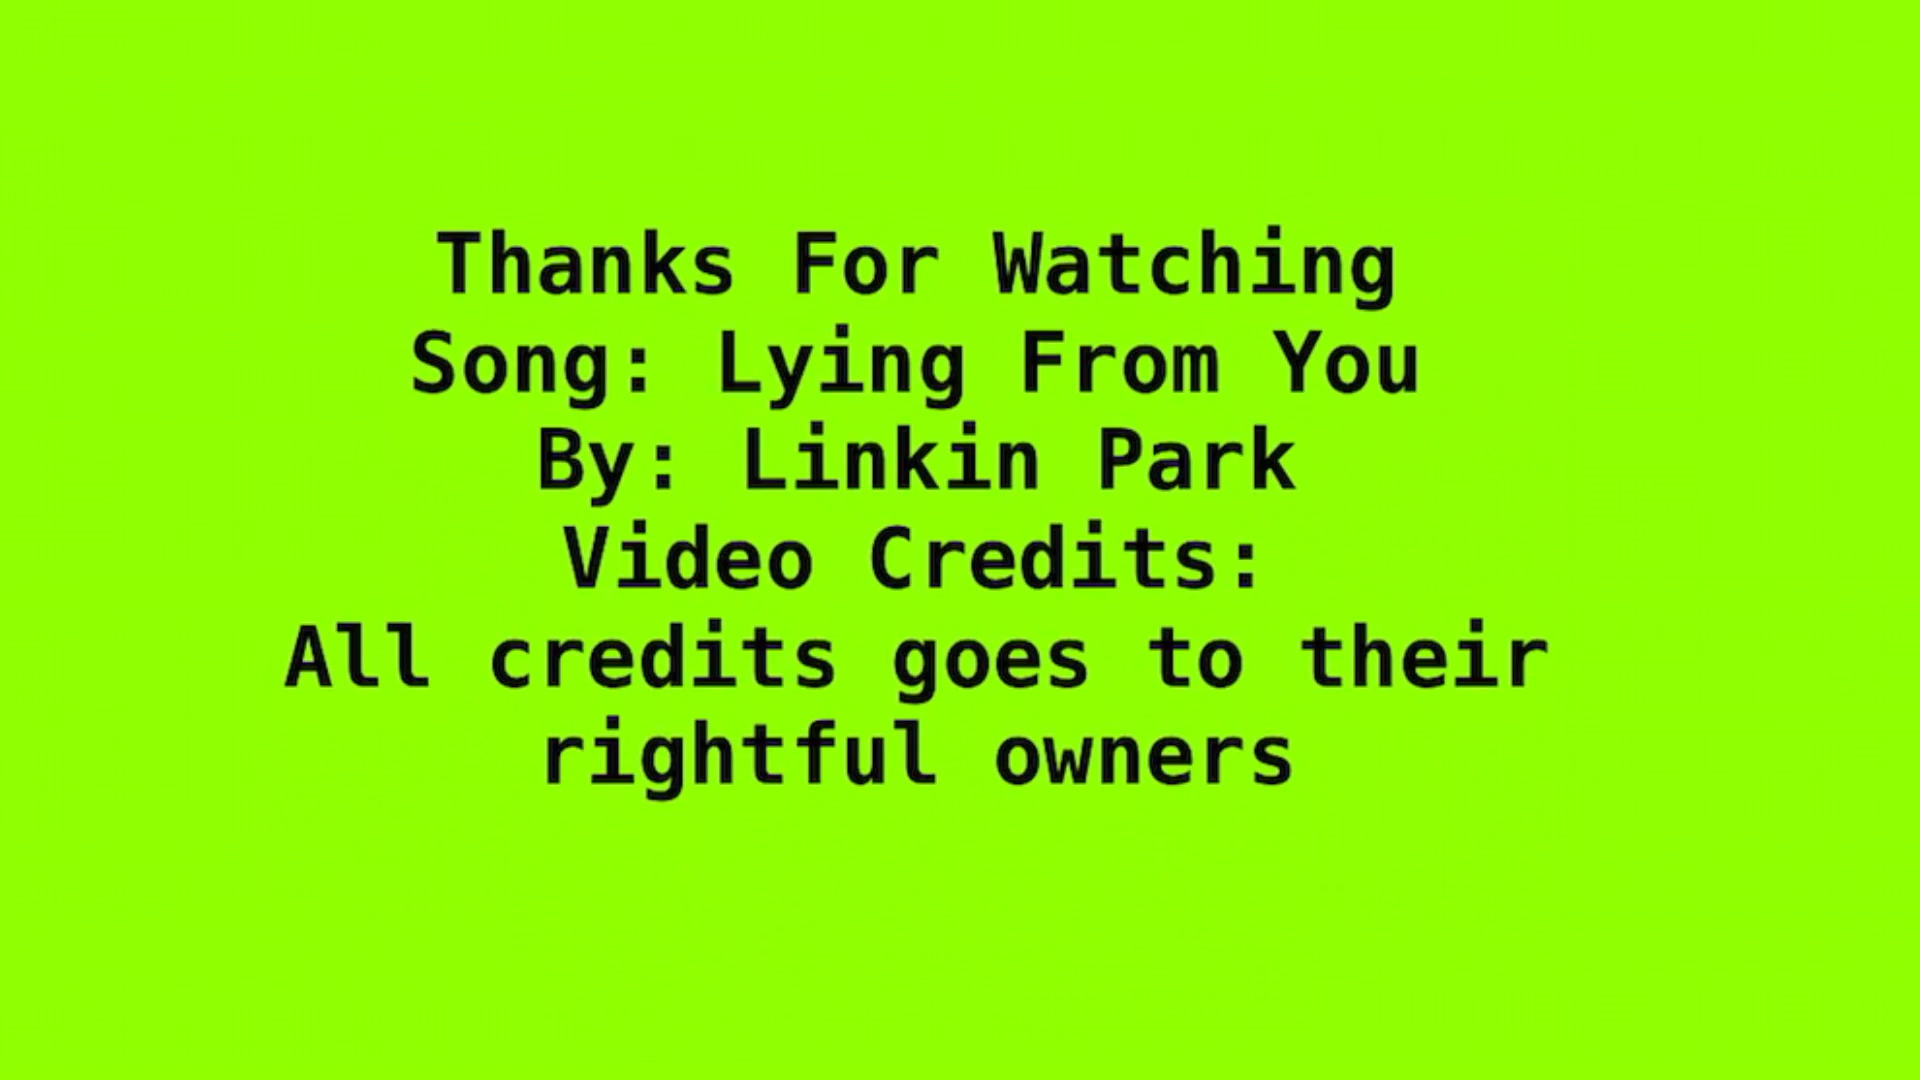 Thanks For Watching
Song: Lying From You
By: Linkin Park
Video Credits:
All credits goes to their
rightful owners